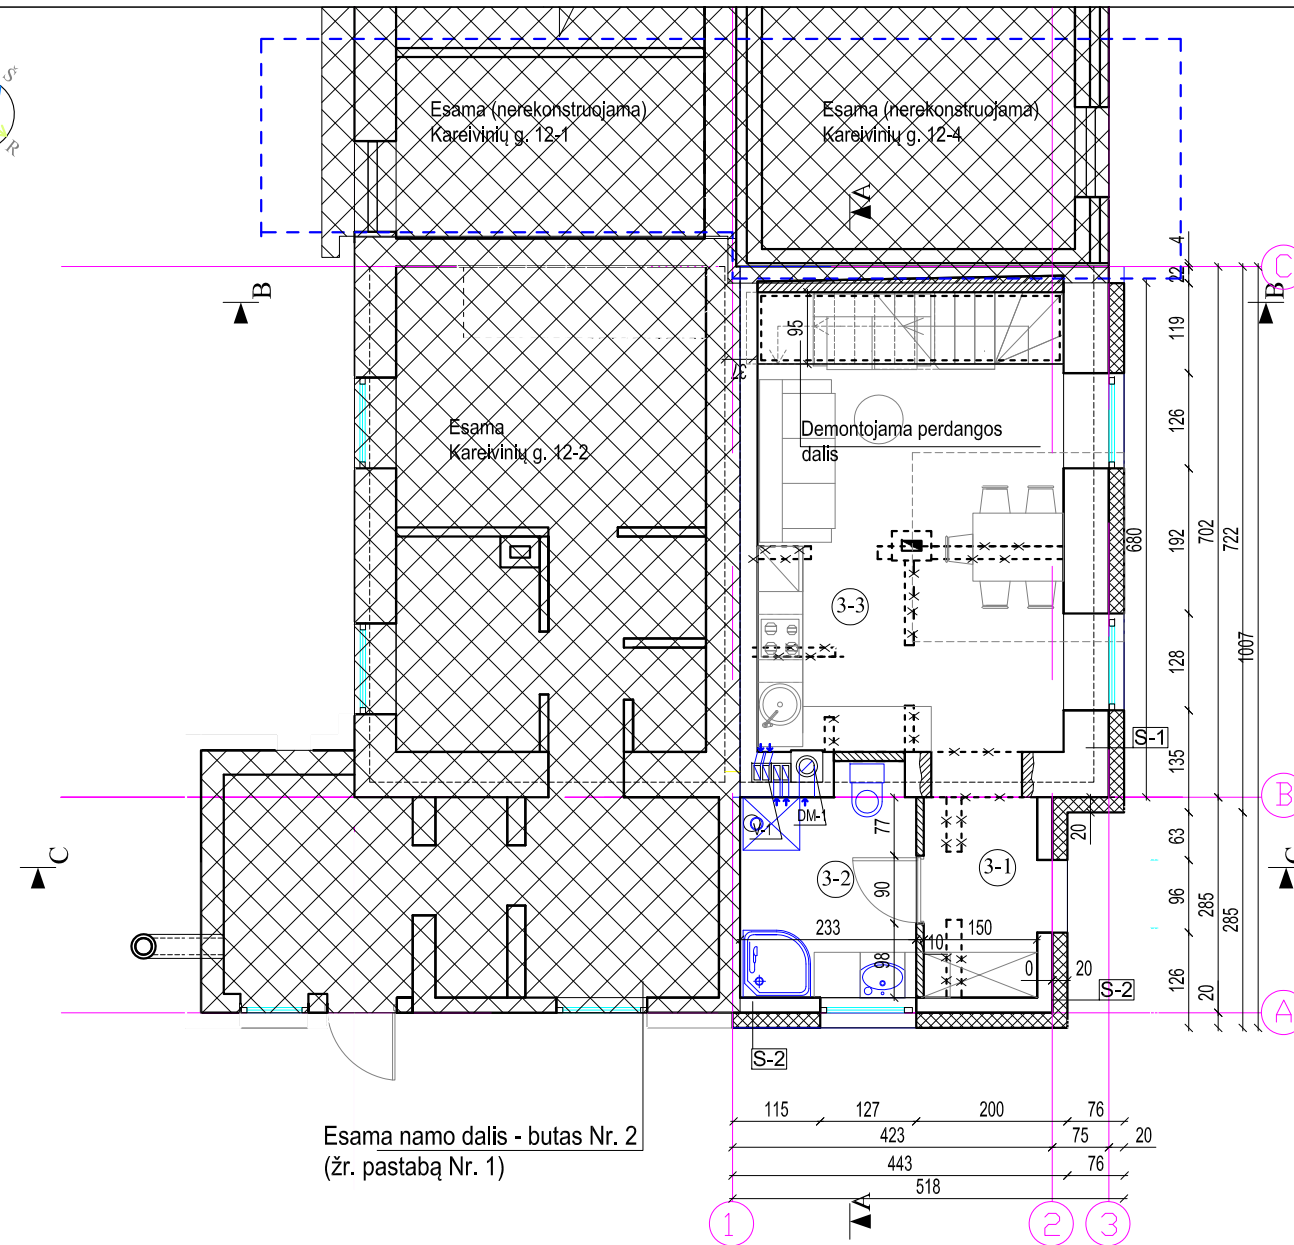 Š
R
Esama (nerekonstruojama)
Kareivinių g. 12-1
Esama (nerekonstruojama)
Kareivinių g. 12-4
A
4
C
22
B
B
95
119
37
126
Demontojama perdangos
dalis
Esama
Kareivinių g. 12-2
680
192
702
722
3-3
1007
128
S-1
135
B
V-1
DM-1
77
20
63
C
C
3-2
3-1
90
96
285
285
233
10
150
98
0
20
126
20
S-2
A
S-2
115
127
200
76
Esama namo dalis - butas Nr. 2
423
75
20
(žr. pastabą Nr. 1)
443
76
518
A
1
2
3